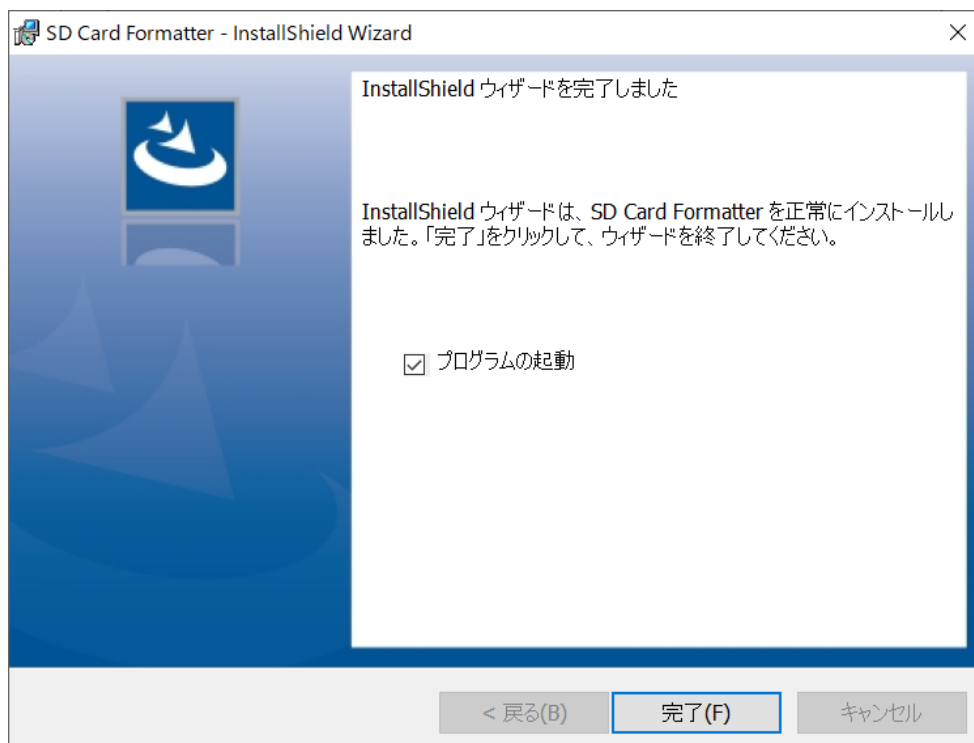 SD Card Formatter - InstallShield Wizard
InstallShield ウィザードを完了しました
InstallShield ウィザードは、SD Card Formatter を正常にインストールし
ました。「完了」をクリックして、ウィザードを終了してください。
プログラムの起動
< 戻る(B)
完了(F)
キャンセル